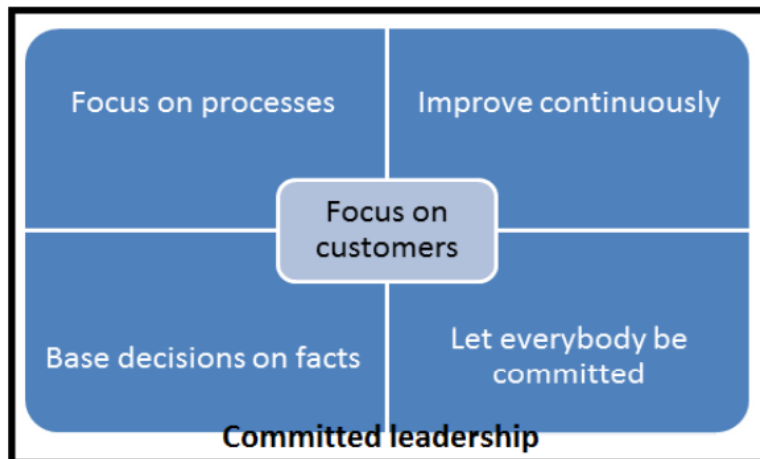 Focus on processes
Improve continuously
Focus on
customers
Base decisions on facts
Let everybody be
committed
Committed leadership